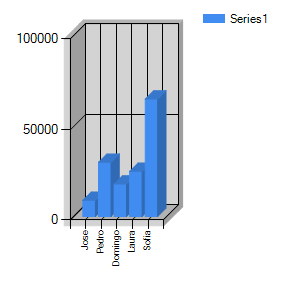 Series1
100000
50000
0
Jose
Pedro
Domingo
Laura
Sofia